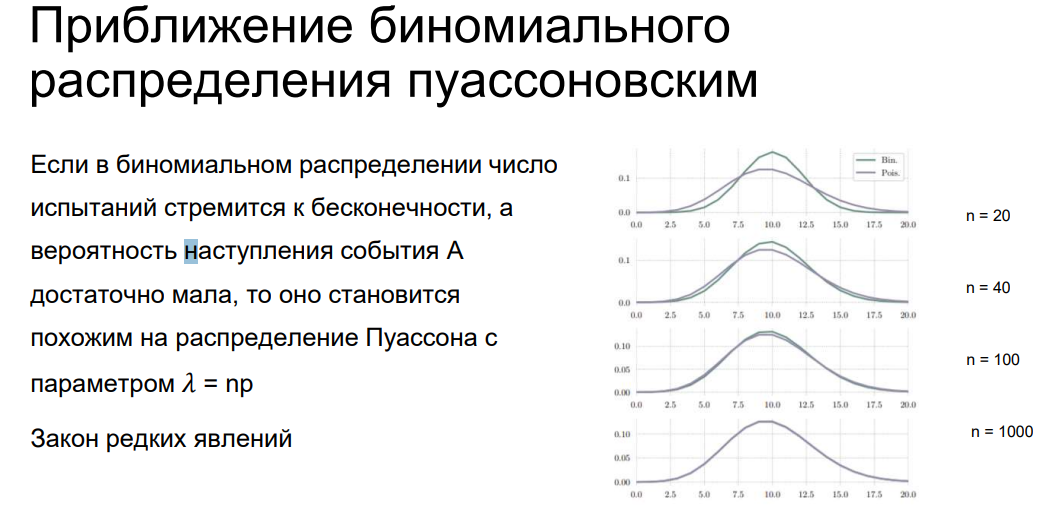 Приближение биномиального
распределения пуассоновским
Если в биномиальном распределении число
испытаний стремится к бесконечности, а
вероятность наступления события А
достаточно мала, то оно становится
похожим на распределение Пуассона с
параметром λ = np
Закон редких явлений
Bin.
Pois.
0.1
0.0
0.0 2.5 5.0 7.5 10.0 12.5 15.0 17.5 20.0
n = 20
0.1
0.0
0.0 2.5 5.0 7.5 10.0 12.5 15.0 17.5 20.0
n = 40
0.10
0.05
0.00
0.0 2.5 5.0 7.5 10.0 12.5 15.0 17.5 20.0
n = 100
0.10
0.05
0.00
0.0 2.5 5.0 7.5 10.0 12.5 15.0 17.5 20.0
n = 1000